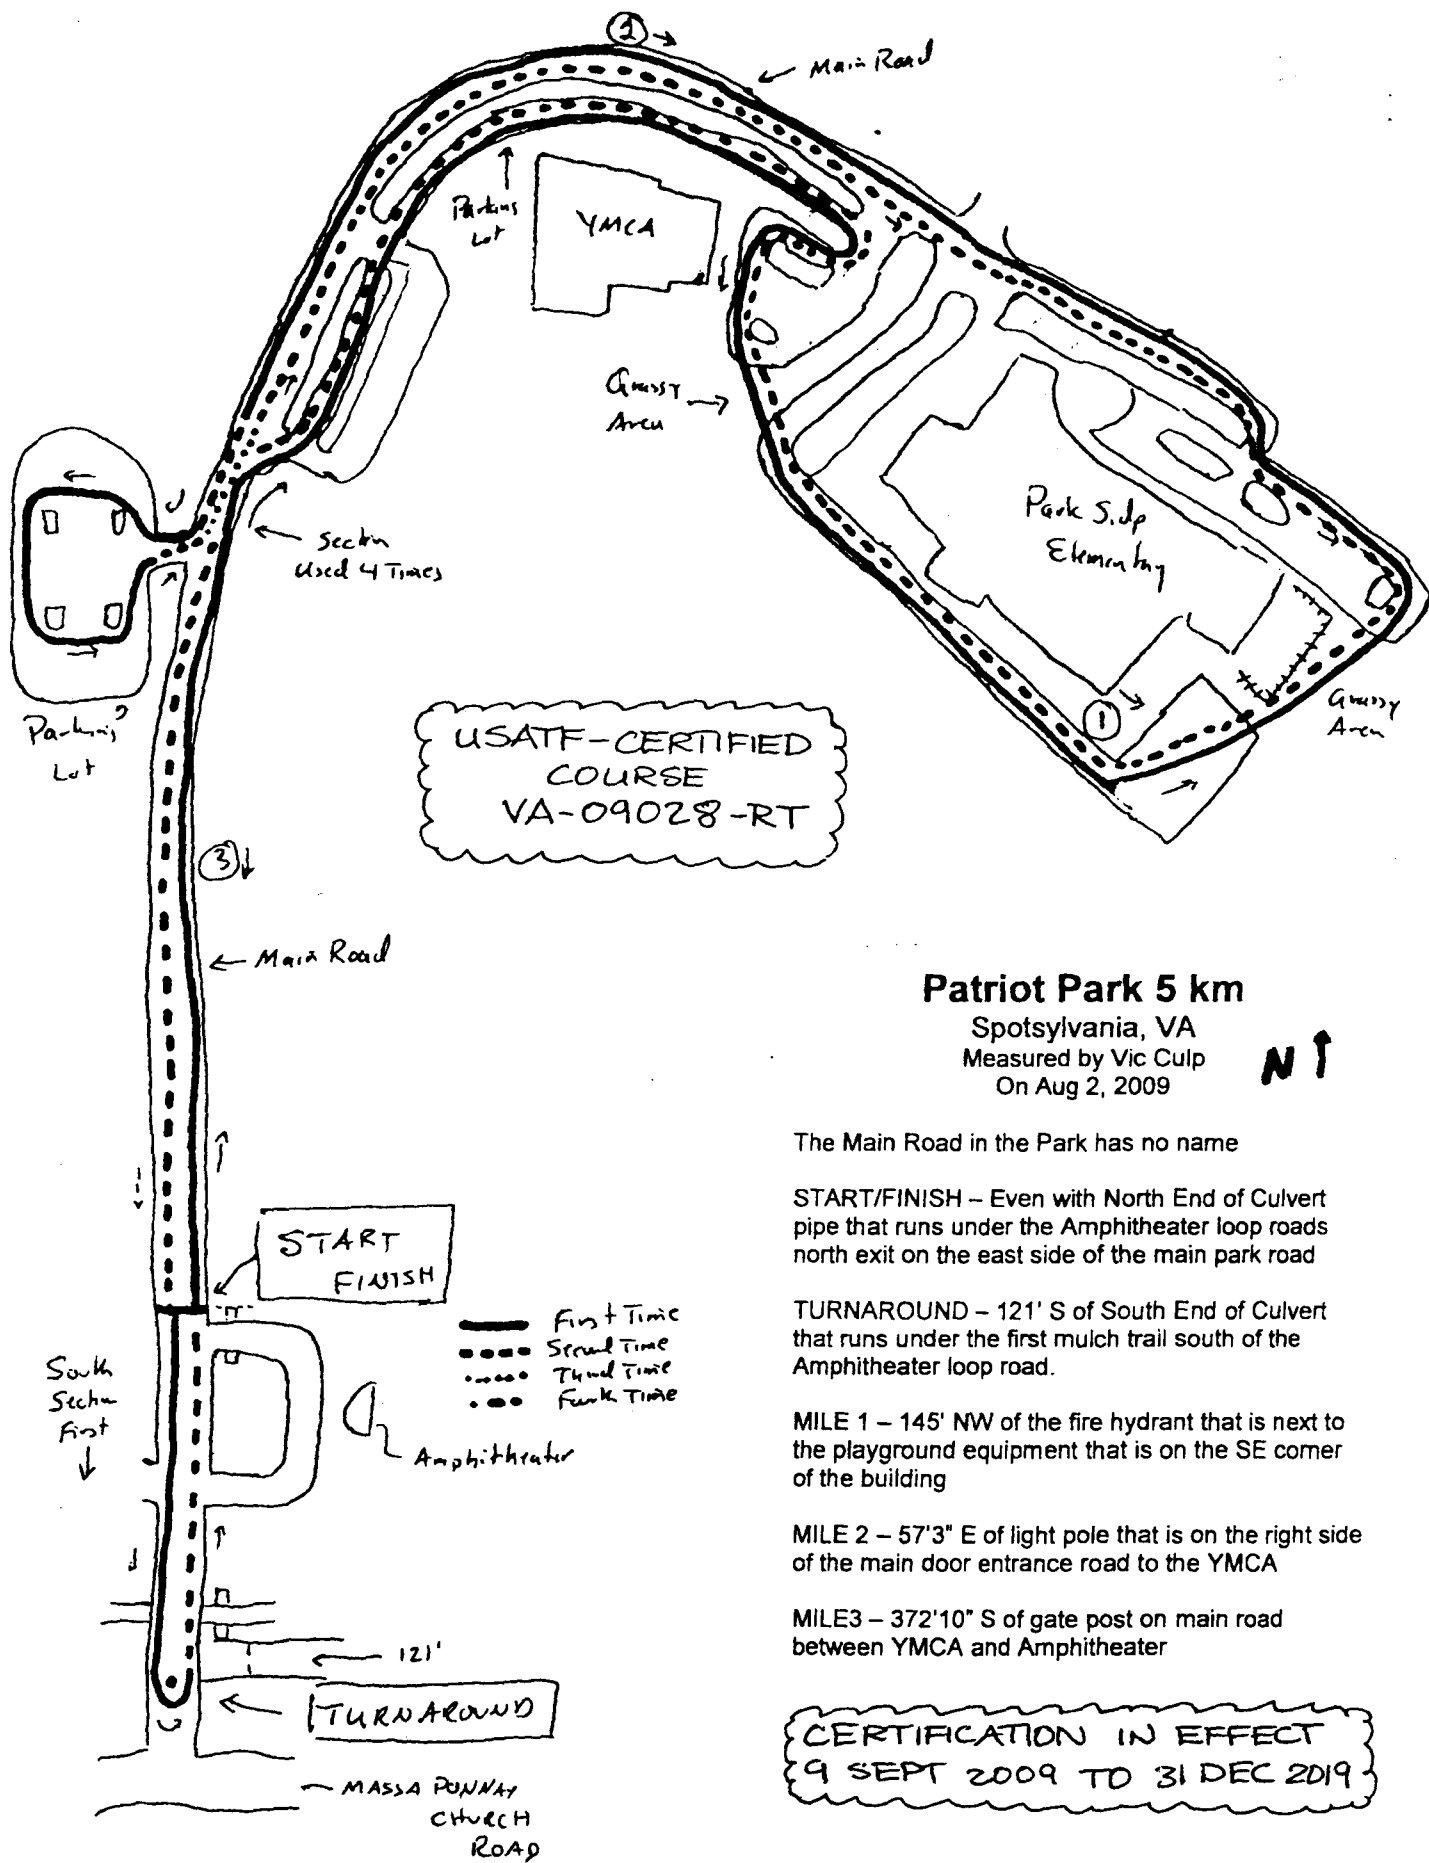 2
Main Road
Parking
Lot
YMCA
Grassy
Area
Section
Used 4 Times
Park Side
Elementary
Grassy
Area
1
Parking
Lot
USATF-CERTIFIED
COURSE
VA-09028-RT
3
Main Road
Patriot Park 5 km
Spotsylvania, VA
Measured by Vic Culp
On Aug 2, 2009
N
The Main Road in the Park has no name
START/FINISH – Even with North End of Culvert
pipe that runs under the Amphitheater loop roads
north exit on the east side of the main park road
START
FINISH
First Time
Second Time
Third Time
Fourth Time
South
Section
First
Amphitheater
TURNAROUND – 121' S of South End of Culvert
that runs under the first mulch trail south of the
Amphitheater loop road.
MILE 1 – 145' NW of the fire hydrant that is next to
the playground equipment that is on the SE corner
of the building
MILE 2 – 57'3" E of light pole that is on the right side
of the main door entrance road to the YMCA
MILE3 – 372'10" S of gate post on main road
between YMCA and Amphitheater
121'
TURNAROUND
MASSA PONNAX
CHURCH
ROAD
CERTIFICATION IN EFFECT
9 SEPT 2009 TO 31 DEC 2019